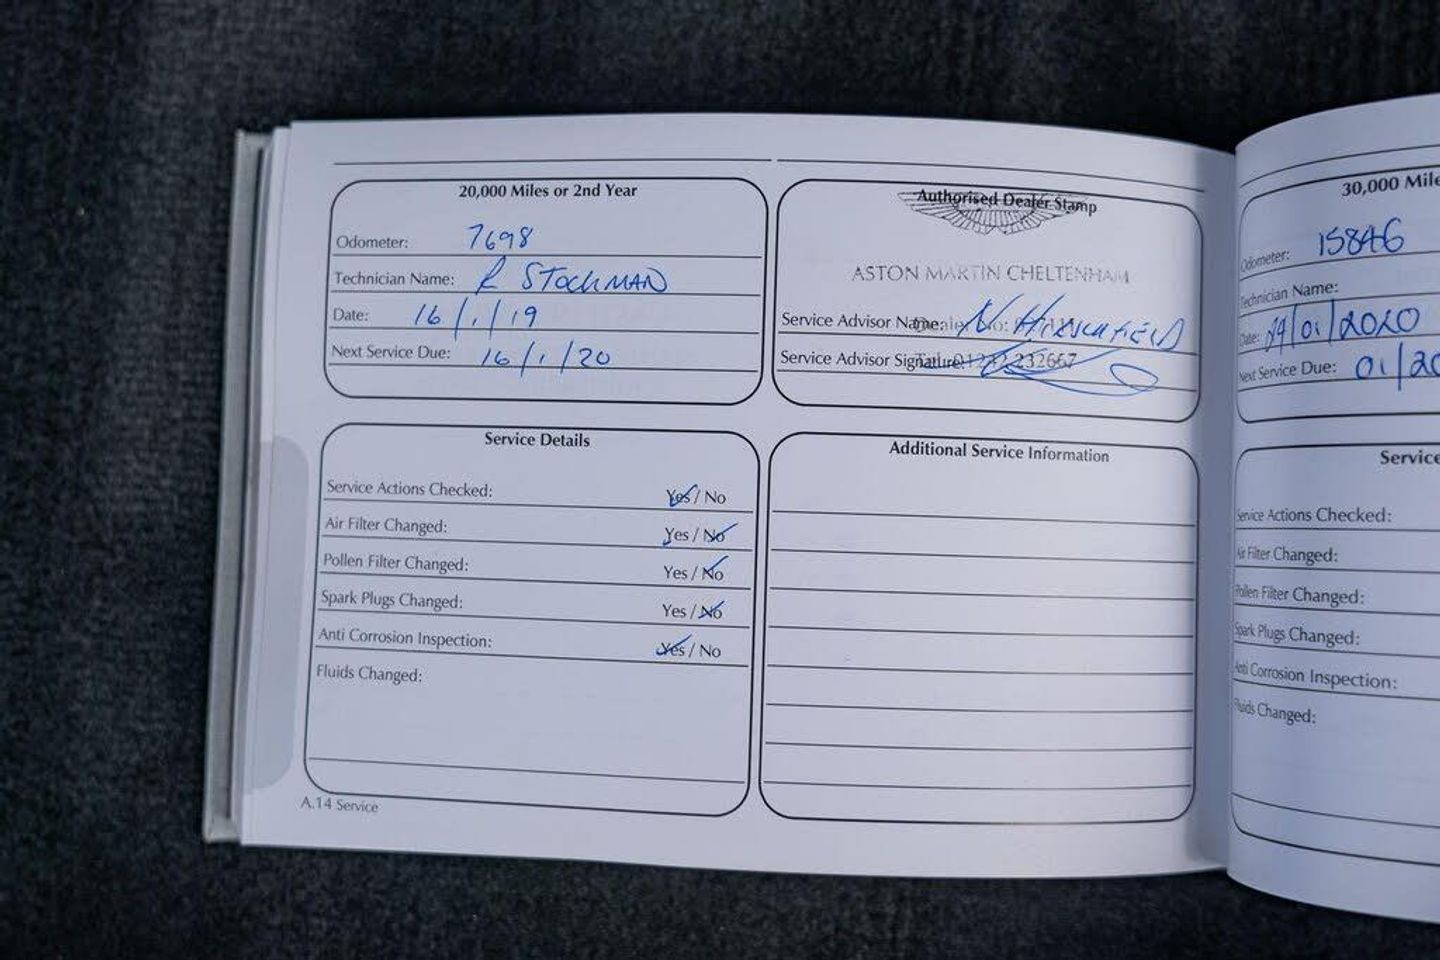 20,000 Miles or 2nd Year
Odometer: 7698
Technician Name: R STOCKMAN
Date: 16/1/19
Next Service Due: 16/1/20
Authorised Dealer Stamp
ASTON MARTIN CHELTENHAM
Service Advisor Name: N HIRSCHFIELD
Service Advisor Signature:
Tel: 01242 232667
Service Details
Service Actions Checked: Yes / No
Air Filter Changed: Yes / No
Pollen Filter Changed: Yes / No
Spark Plugs Changed: Yes / No
Anti Corrosion Inspection: Yes / No
Fluids Changed:
Additional Service Information
A.14 Service
30,000 Mile
Odometer: 15846
Technician Name:
Date: 29/01/2020
Next Service Due: 01/20
Service
Service Actions Checked:
Air Filter Changed:
Pollen Filter Changed:
Spark Plugs Changed:
Anti Corrosion Inspection:
Fluids Changed: